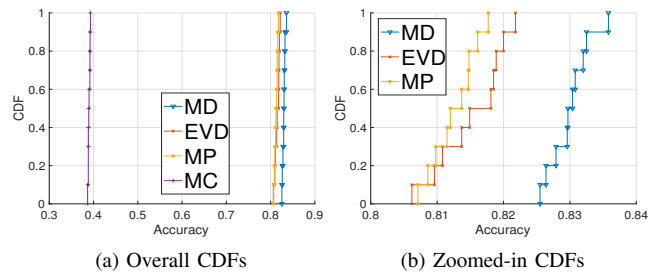 1
0.8
0.6
0.4
0.2
0
CDF
MD
EVD
MP
MC
0.3 0.4 0.5 0.6 0.7 0.8 0.9
Accuracy
(a) Overall CDFs
1
0.8
0.6
0.4
0.2
0
CDF
MD
EVD
MP
0.8 0.81 0.82 0.83 0.84
Accuracy
(b) Zoomed-in CDFs